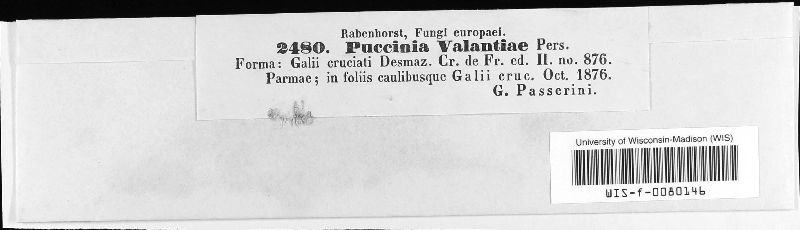 Rabenhorst, Fungi europaei.
2480. Puccinia Valantiae Pers.
Forma: Galii cruciati Desmaz. Cr. de Fr. ed. II. no. 876.
Parmae; in foliis caulibusque Galii cruc. Oct. 1876.
G. Passerini.
University of Wisconsin-Madison (WIS)
WIS-f-0080146